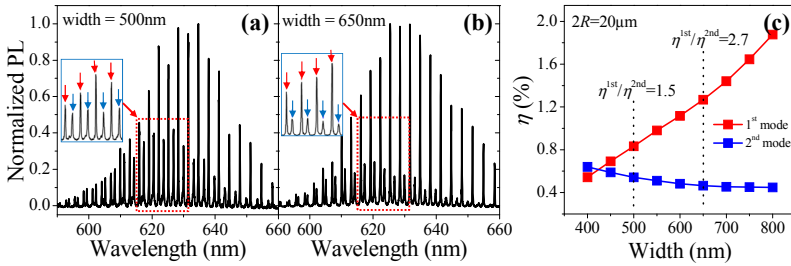 Normalized PL
1.0
0.8
0.6
0.4
0.2
0.0
width = 500nm
(a)
600
620
640
Wavelength (nm)
width = 650nm
(b)
660
600
620
640
660
Wavelength (nm)
(c)
2R=20μm
η (%)
2.0
1.6
1.2
0.8
0.4
η1st/η2nd=2.7
η1st/η2nd=1.5
1st mode
2nd mode
400
500
600
700
800
Width (nm)